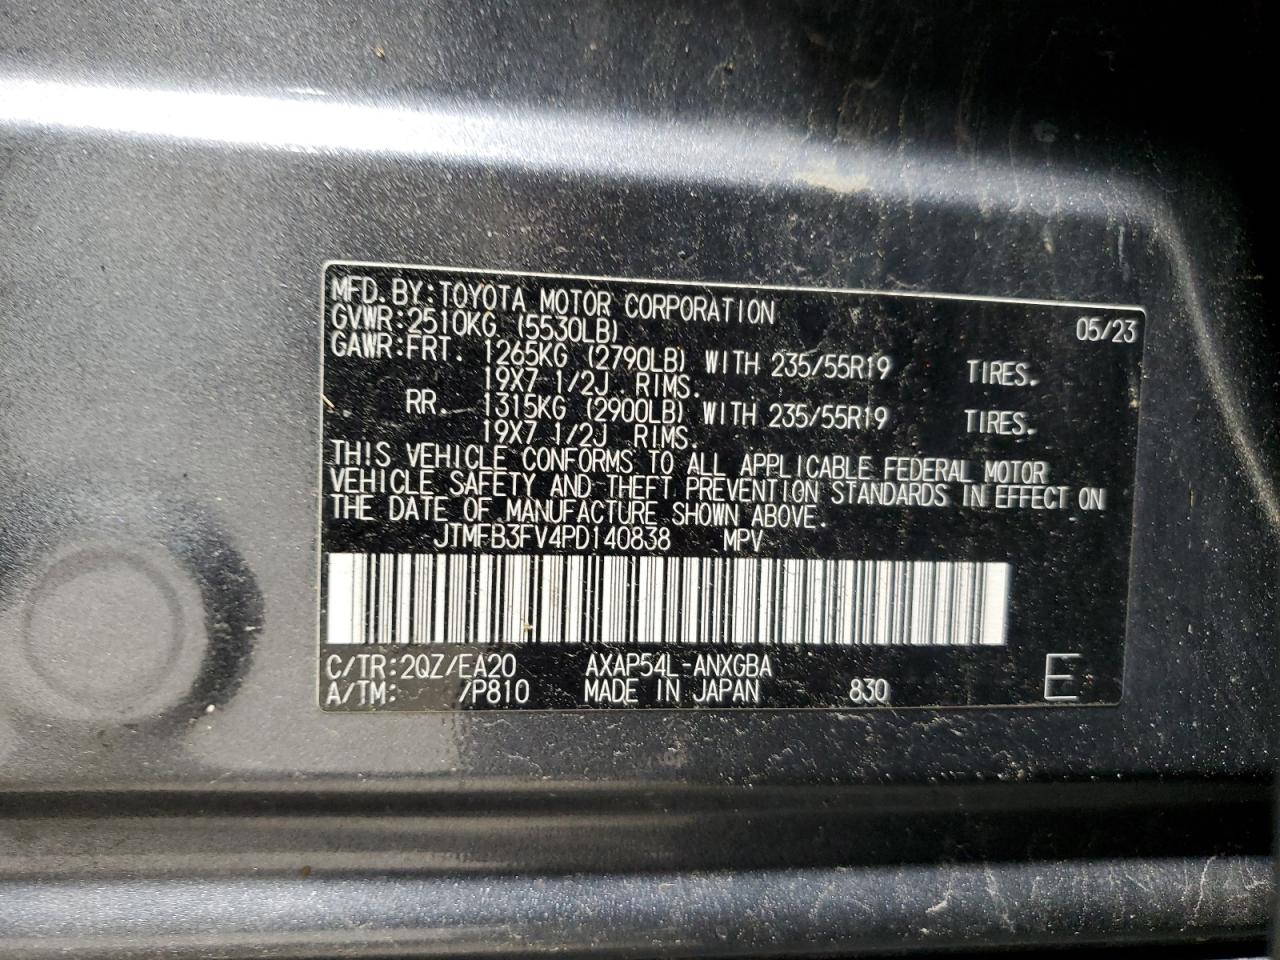 MFD.BY:TOYOTA MOTOR CORPORATION 05/23
GVWR:2510KG (5530LB)
GAWR:FRT. 1265KG (2790LB) WITH 235/55R19 TIRES.
19X7 1/2J RIMS.
RR. 1315KG (2900LB) WITH 235/55R19 TIRES.
19X7 1/2J RIMS.
THIS VEHICLE CONFORMS TO ALL APPLICABLE FEDERAL MOTOR
VEHICLE SAFETY AND THEFT PREVENTION STANDARDS IN EFFECT ON
THE DATE OF MANUFACTURE SHOWN ABOVE.
JTMFB3FV4PD140838 MPV
C/TR:2QZ/EA20 AXAP54L-ANXGBA
A/TM: /P810 MADE IN JAPAN 830 E